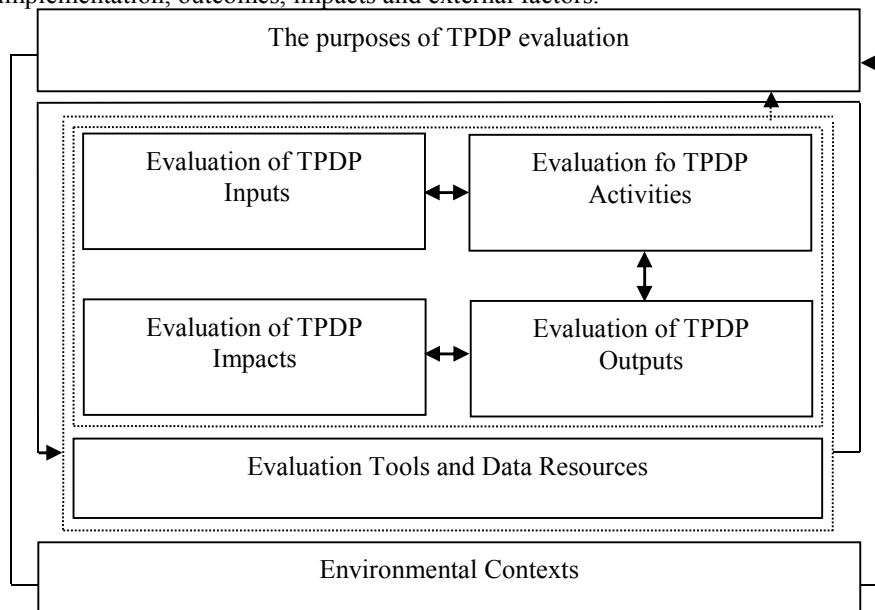 implementation, outcomes, impacts and external factors.
The purposes of TPDP evaluation
Evaluation of TPDP
Inputs
Evaluation fo TPDP
Activities
Evaluation of TPDP
Impacts
Evaluation of TPDP
Outputs
Evaluation Tools and Data Resources
Environmental Contexts